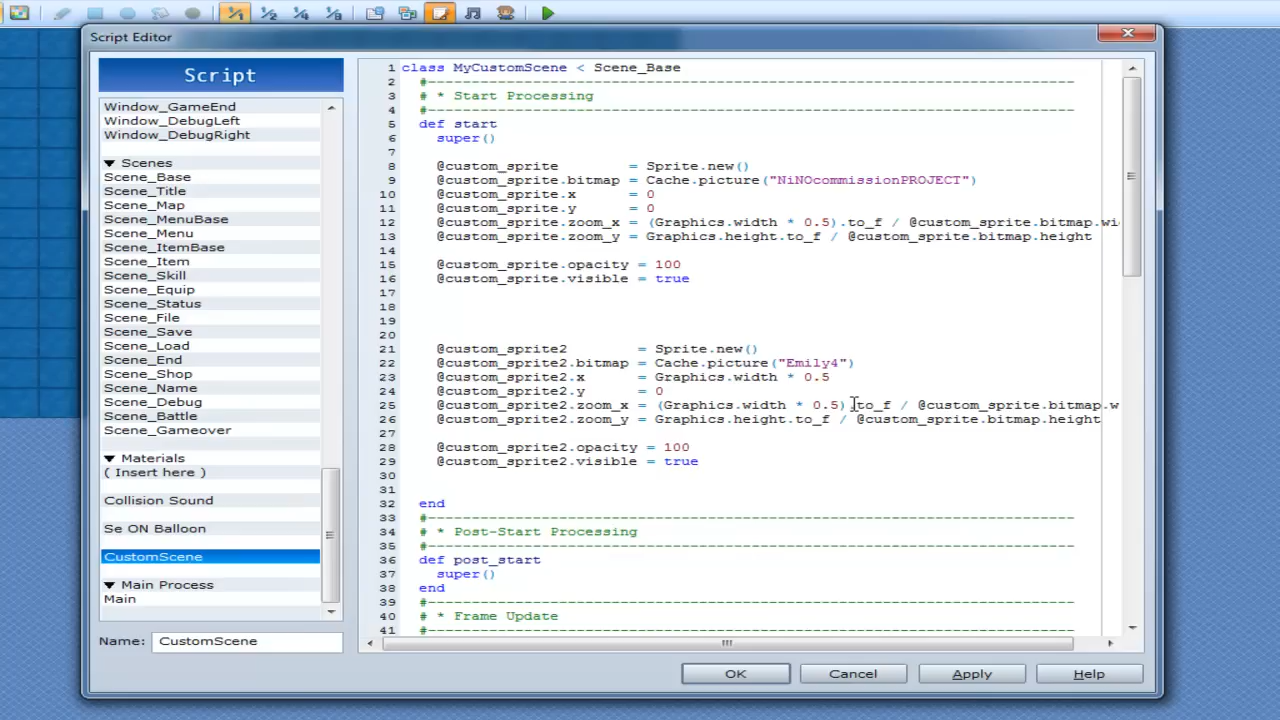 Script Editor
Script
Window_GameEnd
Window_DebugLeft
Window_DebugRight
Scenes
Scene_Base
Scene_Title
Scene_Map
Scene_MenuBase
Scene_Menu
Scene_ItemBase
Scene_Item
Scene_Skill
Scene_Equip
Scene_Status
Scene_File
Scene_Save
Scene_Load
Scene_End
Scene_Shop
Scene_Name
Scene_Debug
Scene_Battle
Scene_Gameover
Materials
( Insert here )
Collision Sound
Se ON Balloon
CustomScene
Main Process
Main
Name: CustomScene
1 class MyCustomScene < Scene_Base
2 #--------------------------------------------------------------------------
3 # * Start Processing
4 #--------------------------------------------------------------------------
5 def start
6 super()
7
8 @custom_sprite = Sprite.new()
9 @custom_sprite.bitmap = Cache.picture("NiNOcommissionPROJECT")
10 @custom_sprite.x = 0
11 @custom_sprite.y = 0
12 @custom_sprite.zoom_x = (Graphics.width * 0.5).to_f / @custom_sprite.bitmap.wi
13 @custom_sprite.zoom_y = Graphics.height.to_f / @custom_sprite.bitmap.height
14
15 @custom_sprite.opacity = 100
16 @custom_sprite.visible = true
17
18
19
20
21 @custom_sprite2 = Sprite.new()
22 @custom_sprite2.bitmap = Cache.picture("Emily4")
23 @custom_sprite2.x = Graphics.width * 0.5
24 @custom_sprite2.y = 0
25 @custom_sprite2.zoom_x = (Graphics.width * 0.5).to_f / @custom_sprite.bitmap.w
26 @custom_sprite2.zoom_y = Graphics.height.to_f / @custom_sprite.bitmap.height
27
28 @custom_sprite2.opacity = 100
29 @custom_sprite2.visible = true
30
31
32 end
33 #--------------------------------------------------------------------------
34 # * Post-Start Processing
35 #--------------------------------------------------------------------------
36 def post_start
37 super()
38 end
39 #--------------------------------------------------------------------------
40 # * Frame Update
41 #--------------------------------------------------------------------------
OK Cancel Apply Help